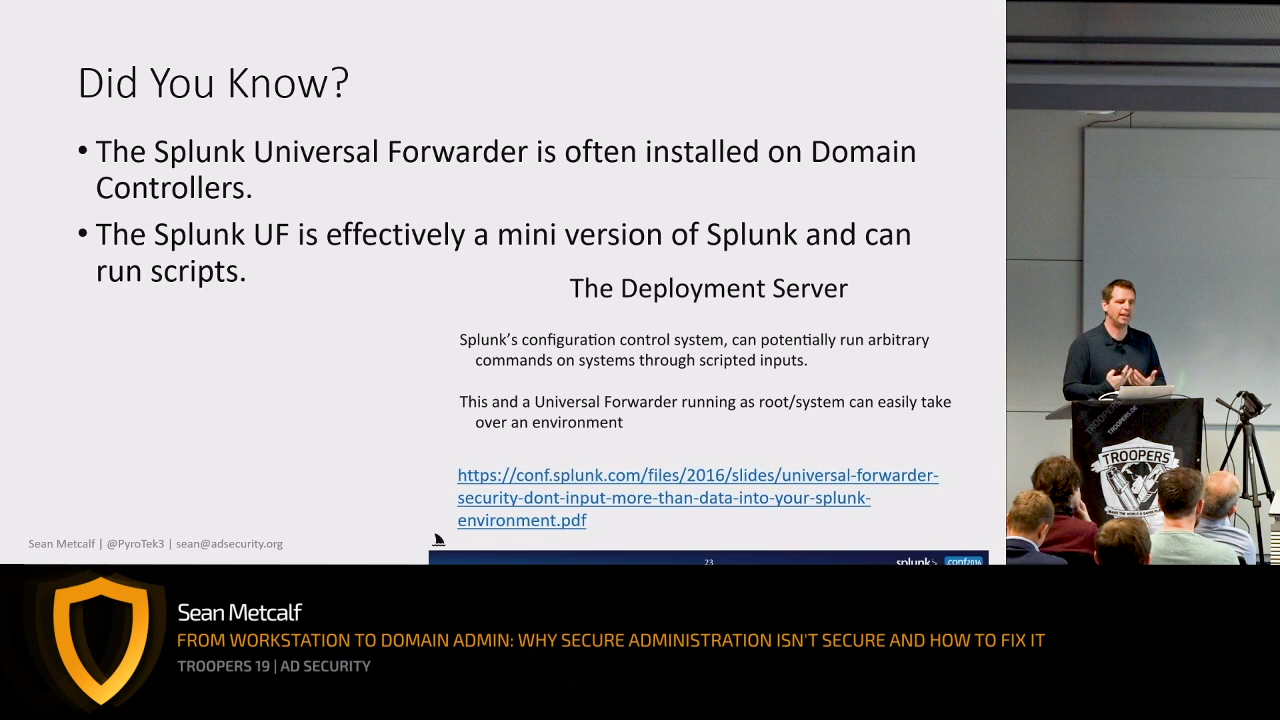 Did You Know?
• The Splunk Universal Forwarder is often installed on Domain
Controllers.
• The Splunk UF is effectively a mini version of Splunk and can
run scripts.
The Deployment Server
Splunk's configuration control system, can potentially run arbitrary
commands on systems through scripted inputs.
This and a Universal Forwarder running as root/system can easily take
over an environment
https://conf.splunk.com/files/2016/slides/universal-forwarder-
security-dont-input-more-than-data-into-your-splunk-
environment.pdf
Sean Metcalf | @PyroTek3 | sean@adsecurity.org
23
splunk> conf2016
TROOPERS
TROOPERS.DE
TROOPERS
Sean Metcalf
FROM WORKSTATION TO DOMAIN ADMIN: WHY SECURE ADMINISTRATION ISN'T SECURE AND HOW TO FIX IT
TROOPERS 19 | AD SECURITY